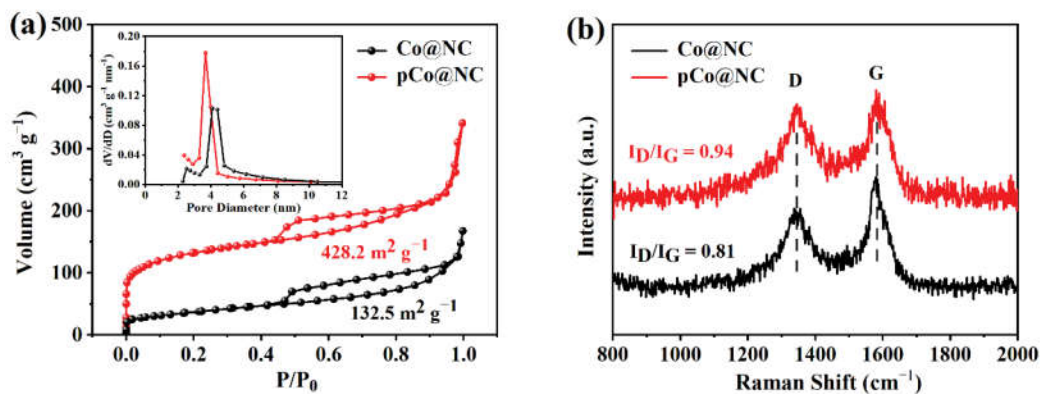 (a)
500
400
300
200
100
0
Volume (cm³ g⁻¹)
0.0 0.2 0.4 0.6 0.8 1.0
P/P₀
Co@NC
pCo@NC
428.2 m² g⁻¹
132.5 m² g⁻¹
0.20
0.16
0.12
0.08
0.04
0.00
dV/dD (cm³ g⁻¹ nm⁻¹)
0 2 4 6 8 10 12
Pore Diameter (nm)
(b)
Co@NC
pCo@NC
D
G
I_D/I_G = 0.94
I_D/I_G = 0.81
Intensity (a.u.)
800 1000 1200 1400 1600 1800 2000
Raman Shift (cm⁻¹)